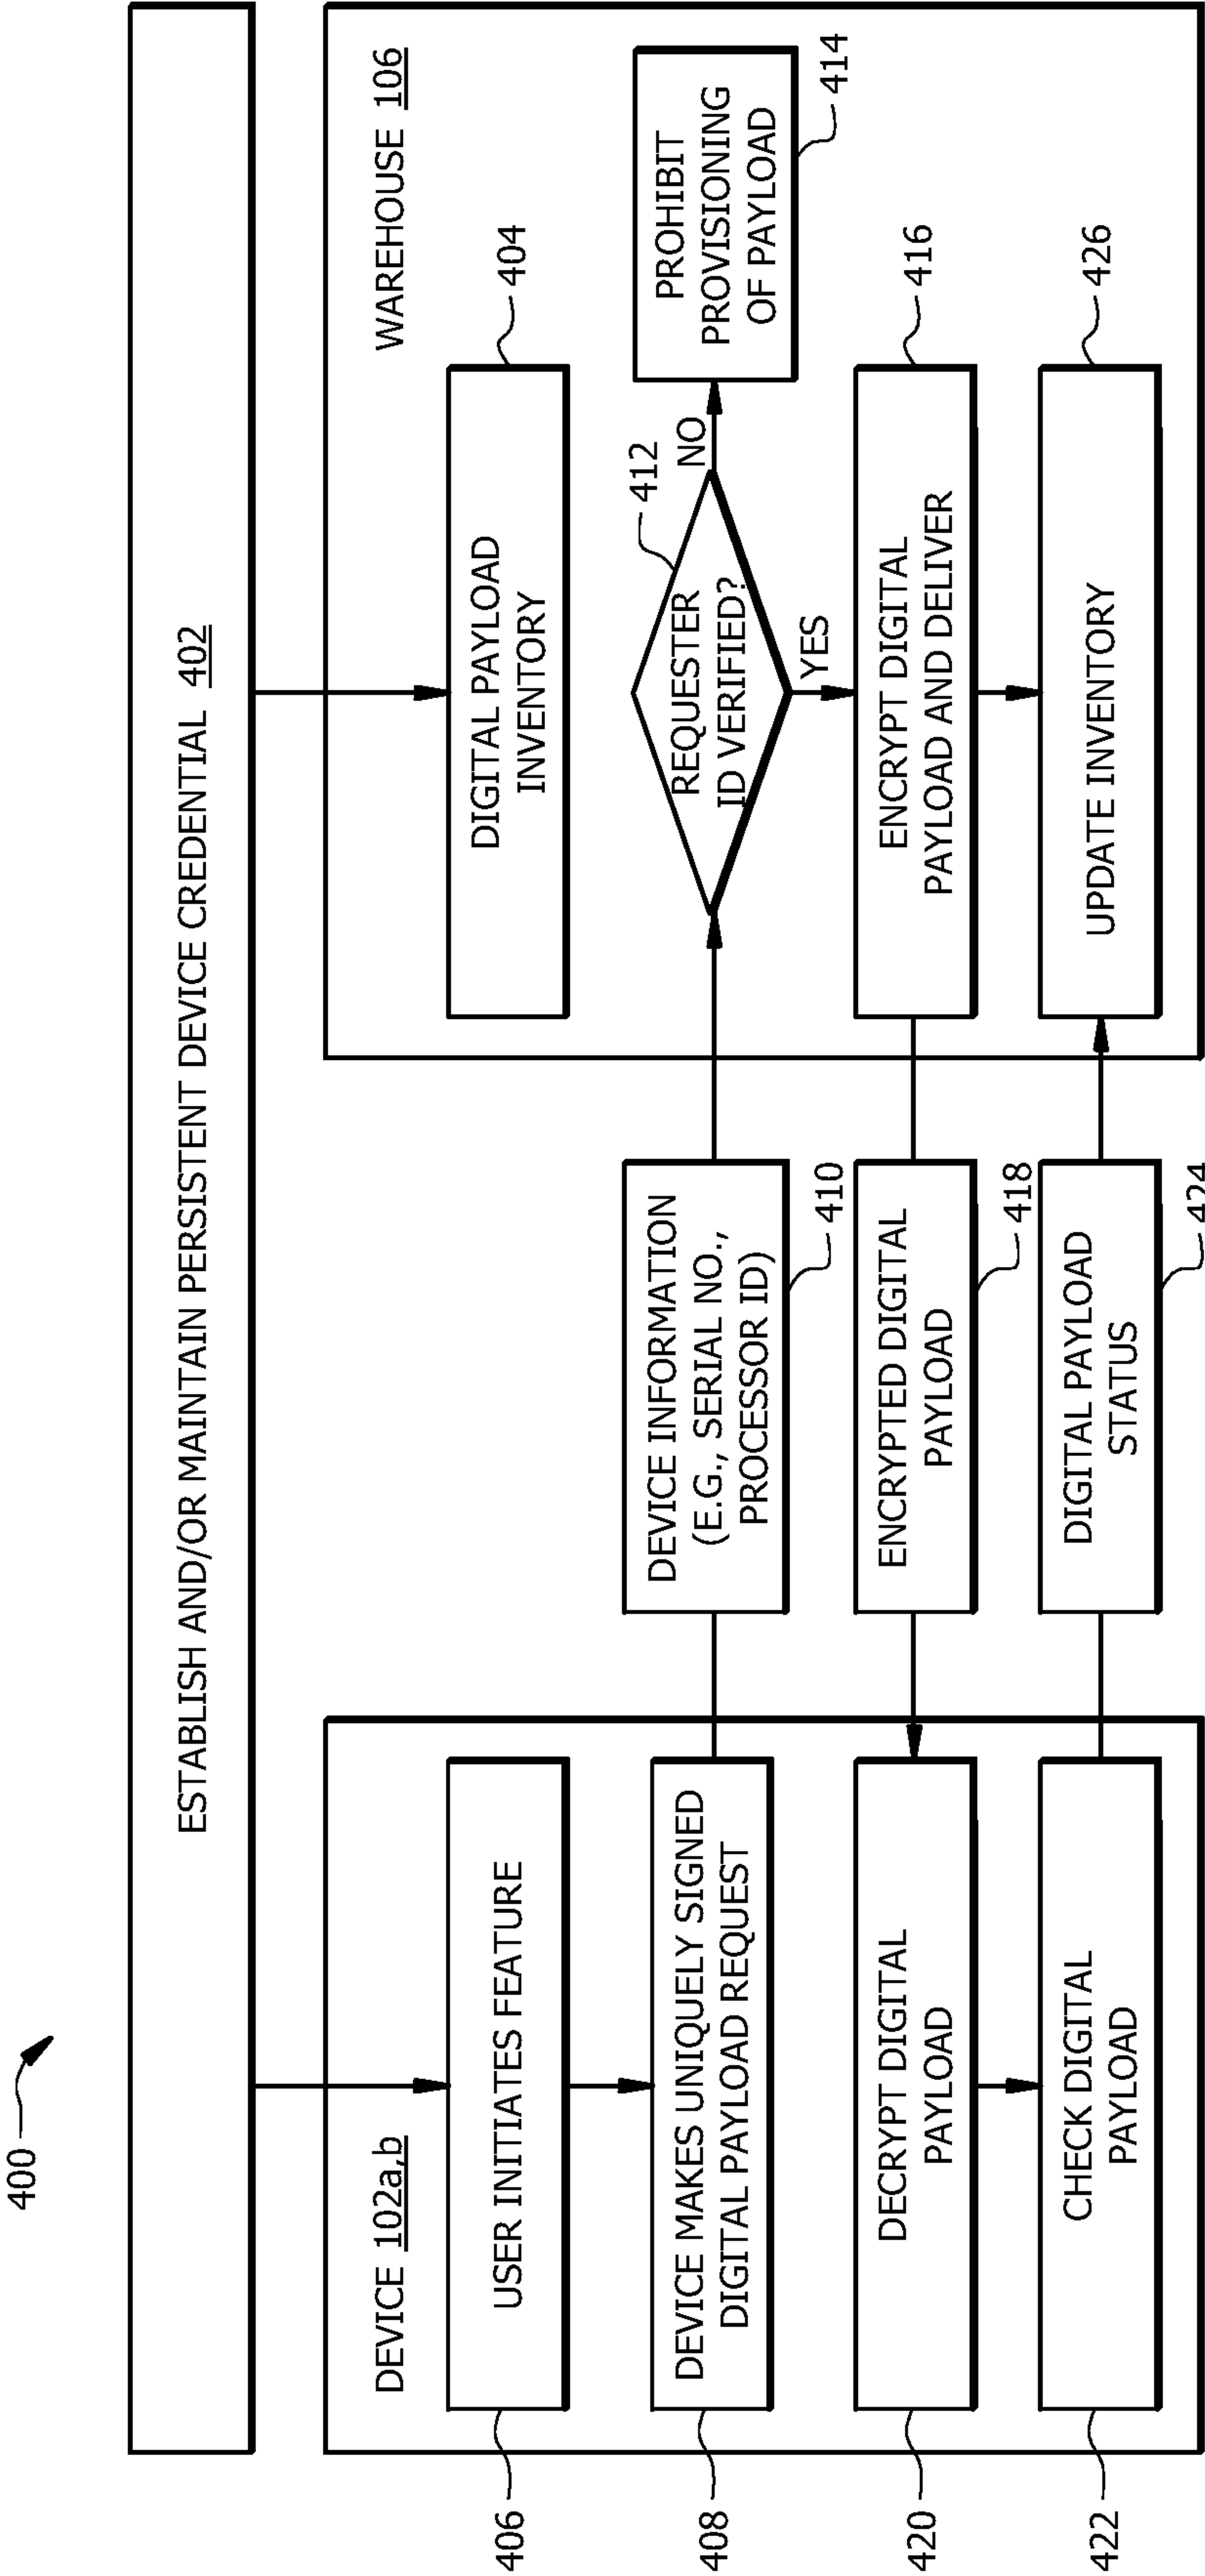 400
ESTABLISH AND/OR MAINTAIN PERSISTENT DEVICE CREDENTIAL 402
DEVICE 102a,b
USER INITIATES FEATURE
406
DEVICE MAKES UNIQUELY SIGNED
DIGITAL PAYLOAD REQUEST
408
DECRYPT DIGITAL
PAYLOAD
420
CHECK DIGITAL
PAYLOAD
422
DEVICE INFORMATION
(E.G., SERIAL NO.,
PROCESSOR ID)
410
ENCRYPTED DIGITAL
PAYLOAD
418
DIGITAL PAYLOAD
STATUS
424
WAREHOUSE 106
DIGITAL PAYLOAD
INVENTORY
404
REQUESTER
ID VERIFIED?
412
NO
PROHIBIT
PROVISIONING
OF PAYLOAD
414
YES
ENCRYPT DIGITAL
PAYLOAD AND DELIVER
416
UPDATE INVENTORY
426